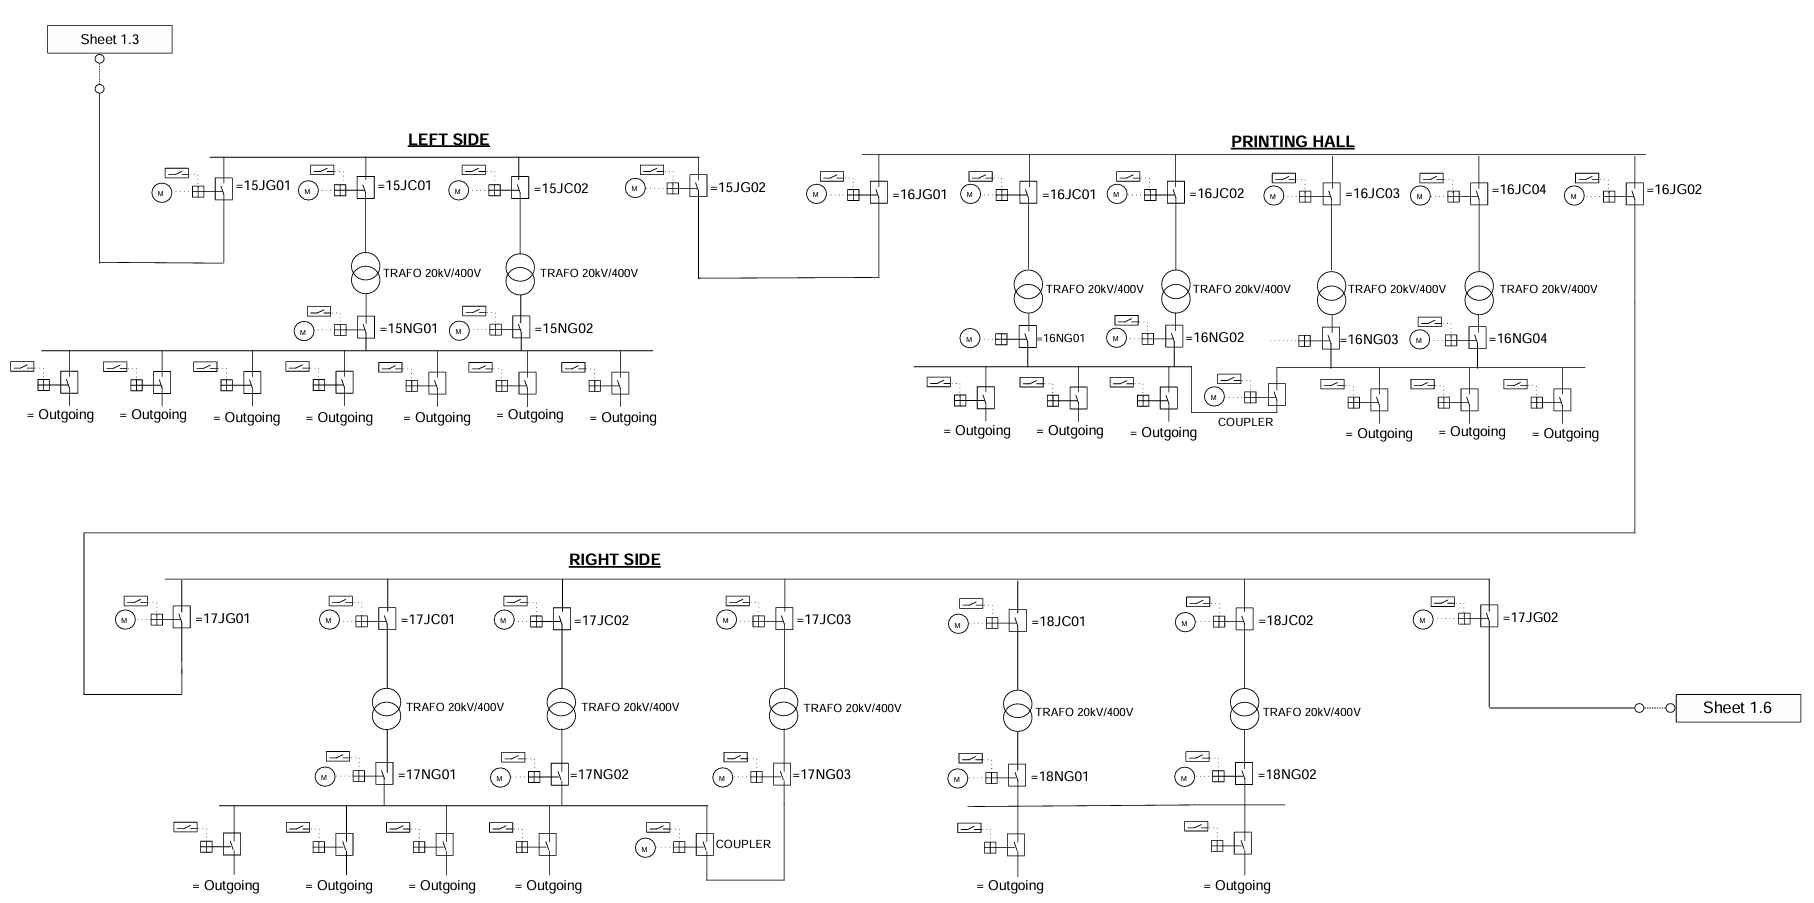 Sheet 1.3
LEFT SIDE
PRINTING HALL
M =15JG01 M =15JC01 M =15JC02 M =15JG02 M =16JG01 M =16JC01 M =16JC02 M =16JC03 M =16JC04 M =16JG02
TRAFO 20kV/400V TRAFO 20kV/400V TRAFO 20kV/400V TRAFO 20kV/400V TRAFO 20kV/400V TRAFO 20kV/400V
M =15NG01 M =15NG02 M =16NG01 M =16NG02 =16NG03 M =16NG04
= Outgoing = Outgoing = Outgoing = Outgoing = Outgoing = Outgoing = Outgoing
M
COUPLER
= Outgoing = Outgoing = Outgoing = Outgoing = Outgoing = Outgoing
RIGHT SIDE
M =17JG01 M =17JC01 M =17JC02 M =17JC03 M =18JC01 M =18JC02 M =17JG02
TRAFO 20kV/400V TRAFO 20kV/400V TRAFO 20kV/400V TRAFO 20kV/400V TRAFO 20kV/400V Sheet 1.6
M =17NG01 M =17NG02 M =17NG03 M =18NG01 M =18NG02
M COUPLER
= Outgoing = Outgoing = Outgoing = Outgoing = Outgoing = Outgoing